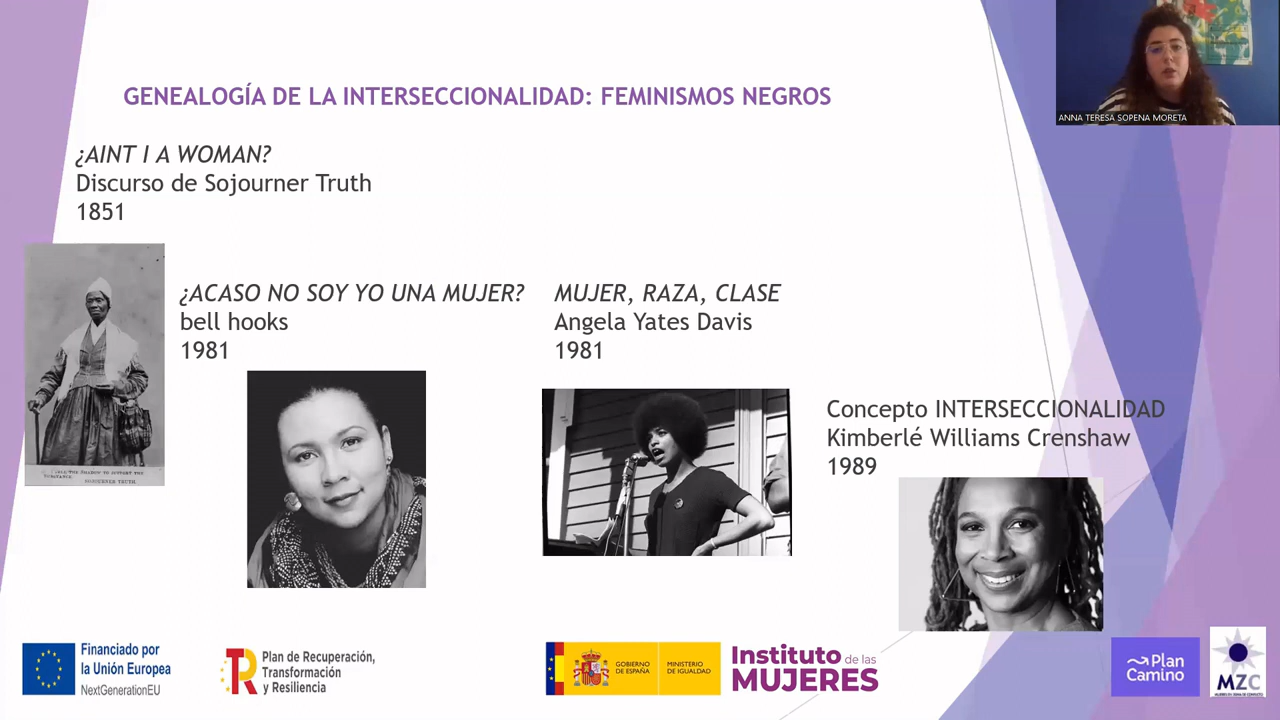 GENEALOGÍA DE LA INTERSECCIONALIDAD: FEMINISMOS NEGROS
ANNA TERESA SOPENA MORETA
¿AINT I A WOMAN?
Discurso de Sojourner Truth
1851
SOJOURNER TRUTH.
¿ACASO NO SOY YO UNA MUJER?
bell hooks
1981
MUJER, RAZA, CLASE
Angela Yates Davis
1981
Concepto INTERSECCIONALIDAD
Kimberlé Williams Crenshaw
1989
Financiado por
la Unión Europea
NextGenerationEU
R
Plan de Recuperación,
Transformación
y Resiliencia
GOBIERNO
DE ESPAÑA
MINISTERIO
DE IGUALDAD
Instituto de las
MUJERES
Plan
Camino
MZC